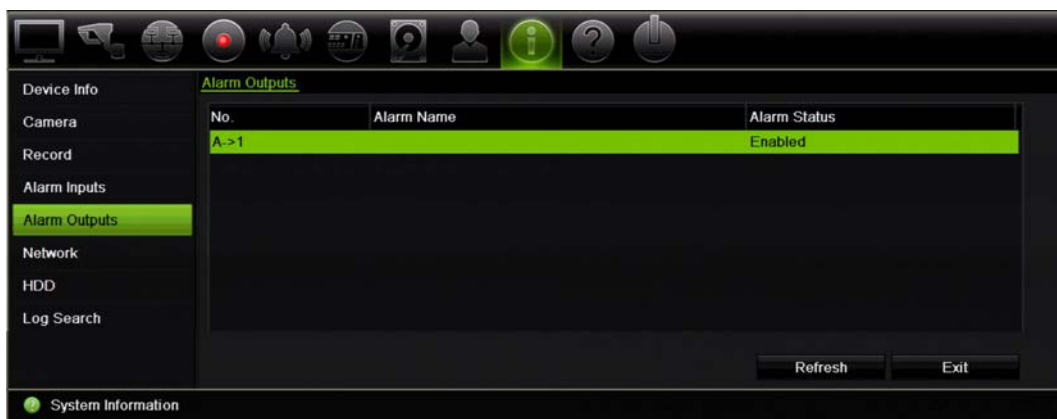 Device Info
Camera
Record
Alarm Inputs
Alarm Outputs
Network
HDD
Log Search
Alarm Outputs
No. Alarm Name Alarm Status
A->1 Enabled
Refresh Exit
System Information